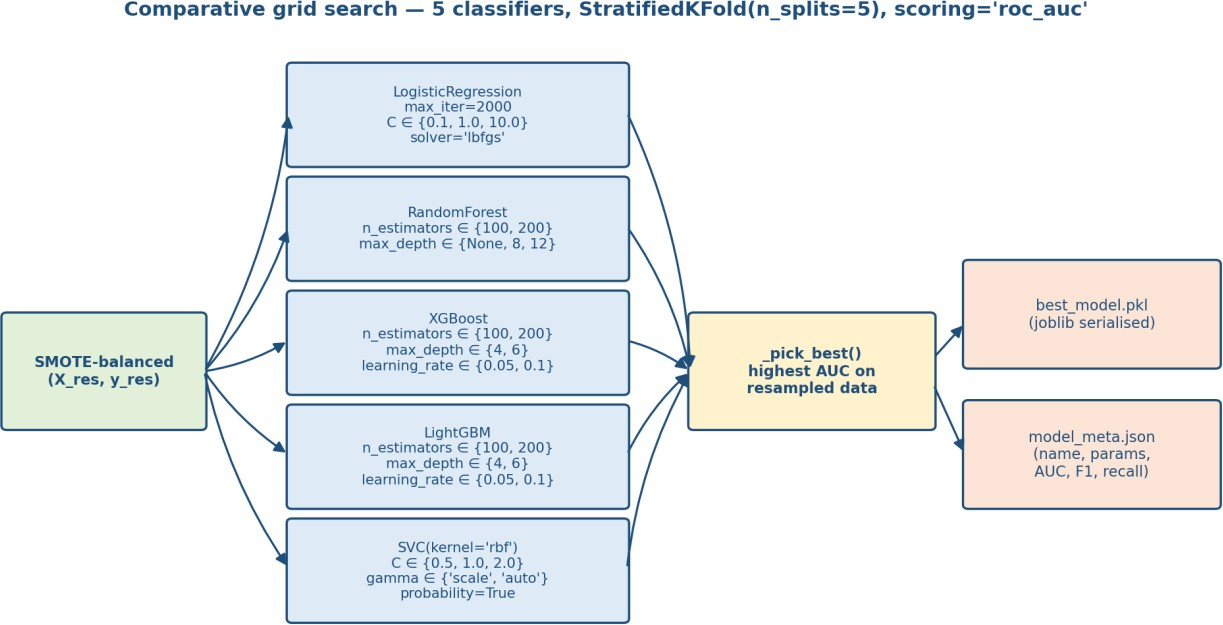 Comparative grid search — 5 classifiers, StratifiedKFold(n_splits=5), scoring='roc_auc'
SMOTE-balanced
(X_res, y_res)
LogisticRegression
max_iter=2000
C ∈ {0.1, 1.0, 10.0}
solver='lbfgs'
RandomForest
n_estimators ∈ {100, 200}
max_depth ∈ {None, 8, 12}
XGBoost
n_estimators ∈ {100, 200}
max_depth ∈ {4, 6}
learning_rate ∈ {0.05, 0.1}
LightGBM
n_estimators ∈ {100, 200}
max_depth ∈ {4, 6}
learning_rate ∈ {0.05, 0.1}
SVC(kernel='rbf')
C ∈ {0.5, 1.0, 2.0}
gamma ∈ {'scale', 'auto'}
probability=True
_pick_best()
highest AUC on
resampled data
best_model.pkl
(joblib serialised)
model_meta.json
(name, params,
AUC, F1, recall)